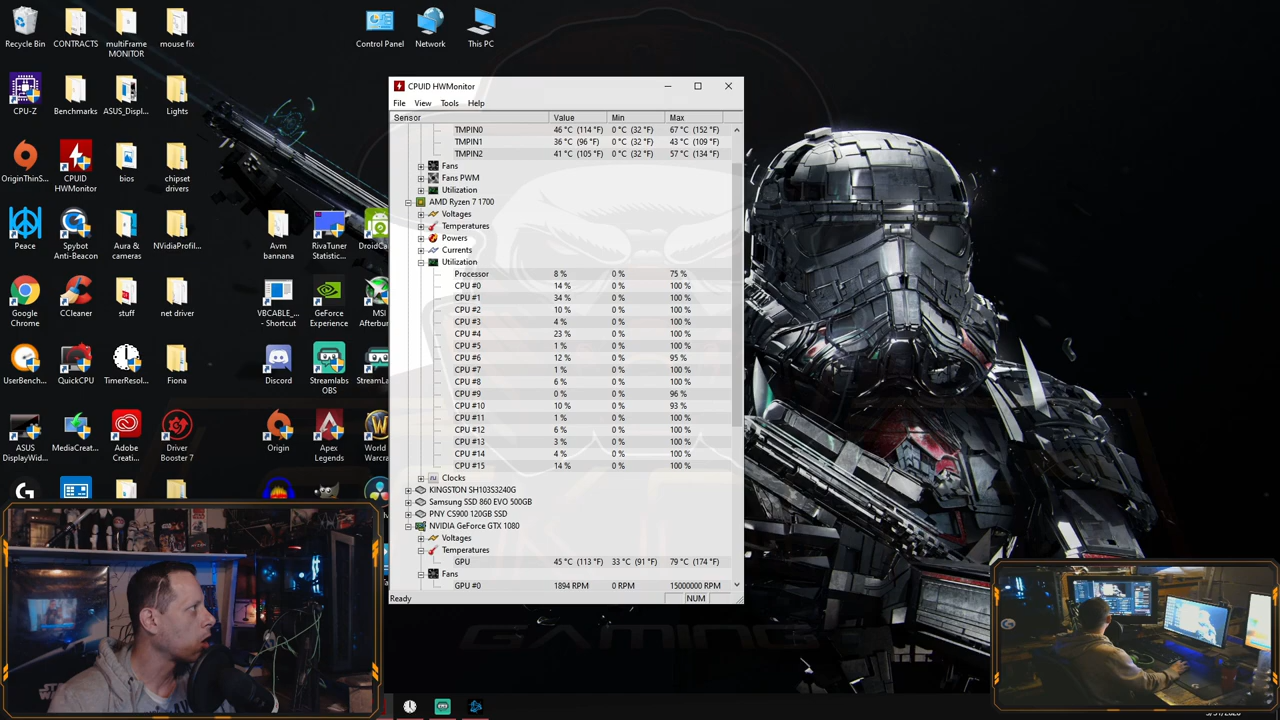 Recycle Bin
CONTRACTS
multiFrame
MONITOR
mouse fix
Control Panel
Network
This PC
CPU-Z
Benchmarks
ASUS_Displ...
Lights
OriginThinS...
CPUID
HWMonitor
bios
chipset
drivers
Peace
Spybot
Anti-Beacon
Aura &
cameras
NVidiaProfil...
Avm
bannana
RivaTuner
Statistic...
Google
Chrome
CCleaner
stuff
net driver
VBCABLE_...
- Shortcut
GeForce
Experience
MSI
UserBench...
QuickCPU
TimerResol...
Fiona
Discord
Streamlabs
OBS
ASUS
DisplayWid...
MediaCreat...
Adobe
Creati...
Driver
Booster 7
Origin
Apex
Legends
CPUID HWMonitor
File View Tools Help
Sensor Value Min Max
TMPIN0 46 °C (114 °F) 0 °C (32 °F) 67 °C (152 °F)
TMPIN1 36 °C (96 °F) 0 °C (32 °F) 43 °C (109 °F)
TMPIN2 41 °C (105 °F) 0 °C (32 °F) 57 °C (134 °F)
Fans
Fans PWM
Utilization
AMD Ryzen 7 1700
Voltages
Temperatures
Powers
Currents
Utilization
Processor 8 % 0 % 75 %
CPU #0 14 % 0 % 100 %
CPU #1 34 % 0 % 100 %
CPU #2 10 % 0 % 100 %
CPU #3 4 % 0 % 100 %
CPU #4 23 % 0 % 100 %
CPU #5 1 % 0 % 100 %
CPU #6 12 % 0 % 95 %
CPU #7 1 % 0 % 100 %
CPU #8 6 % 0 % 100 %
CPU #9 0 % 0 % 96 %
CPU #10 10 % 0 % 93 %
CPU #11 1 % 0 % 100 %
CPU #12 6 % 0 % 100 %
CPU #13 3 % 0 % 100 %
CPU #14 4 % 0 % 100 %
CPU #15 14 % 0 % 100 %
Clocks
KINGSTON SH103S3240G
Samsung SSD 860 EVO 500GB
PNY CS900 120GB SSD
NVIDIA GeForce GTX 1080
Voltages
Temperatures
GPU 45 °C (113 °F) 33 °C (91 °F) 79 °C (174 °F)
Fans
GPU #0 1894 RPM 0 RPM 15000000 RPM
Ready NUM
GAMING